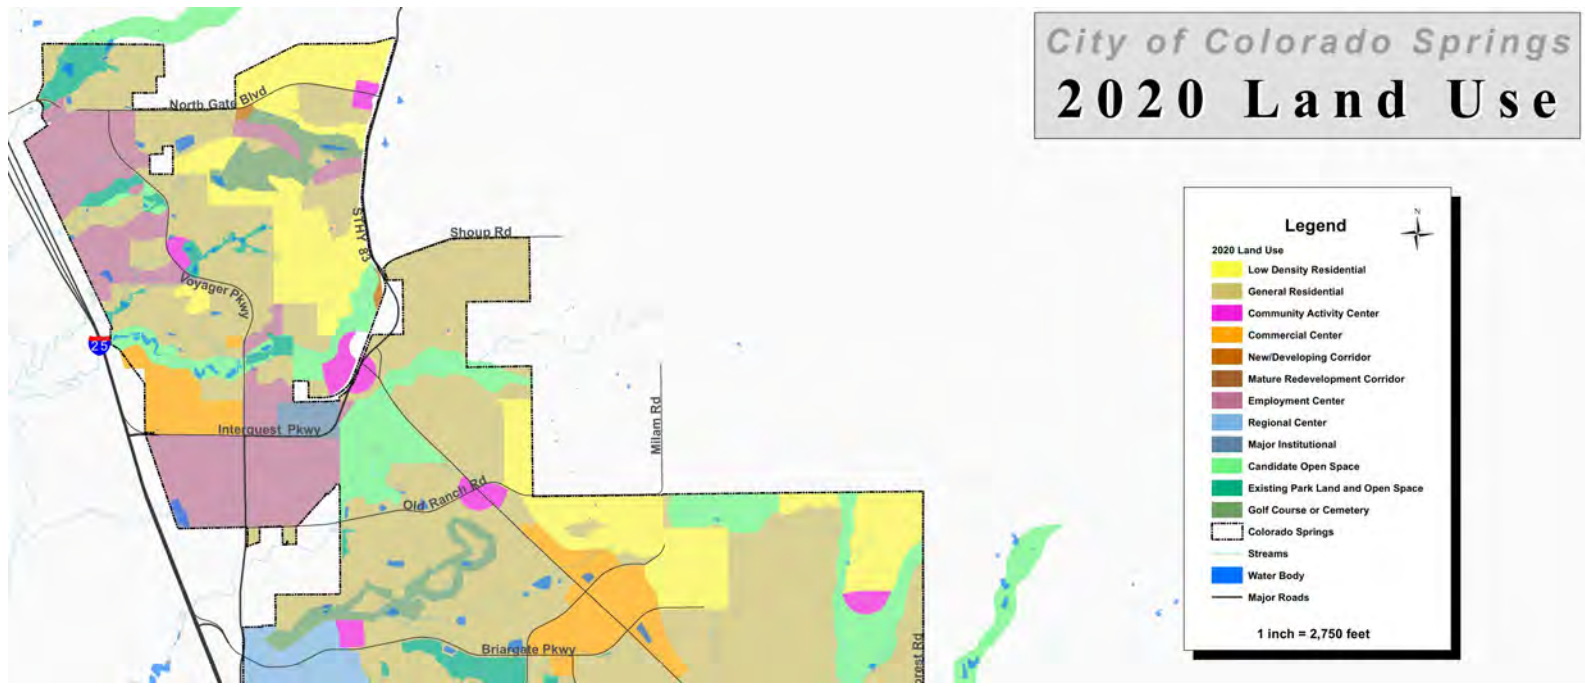 City of Colorado Springs
2020 Land Use
North Gate Blvd
STHY 83
Shoup Rd
Voyager Pkwy
25
Milam Rd
Interquest Pkwy
Old Ranch Rd
Briargate Pkwy
Legend
N
2020 Land Use
Low Density Residential
General Residential
Community Activity Center
Commercial Center
New/Developing Corridor
Mature Redevelopment Corridor
Employment Center
Regional Center
Major Institutional
Candidate Open Space
Existing Park Land and Open Space
Golf Course or Cemetery
Colorado Springs
Streams
Water Body
Major Roads
1 inch = 2,750 feet